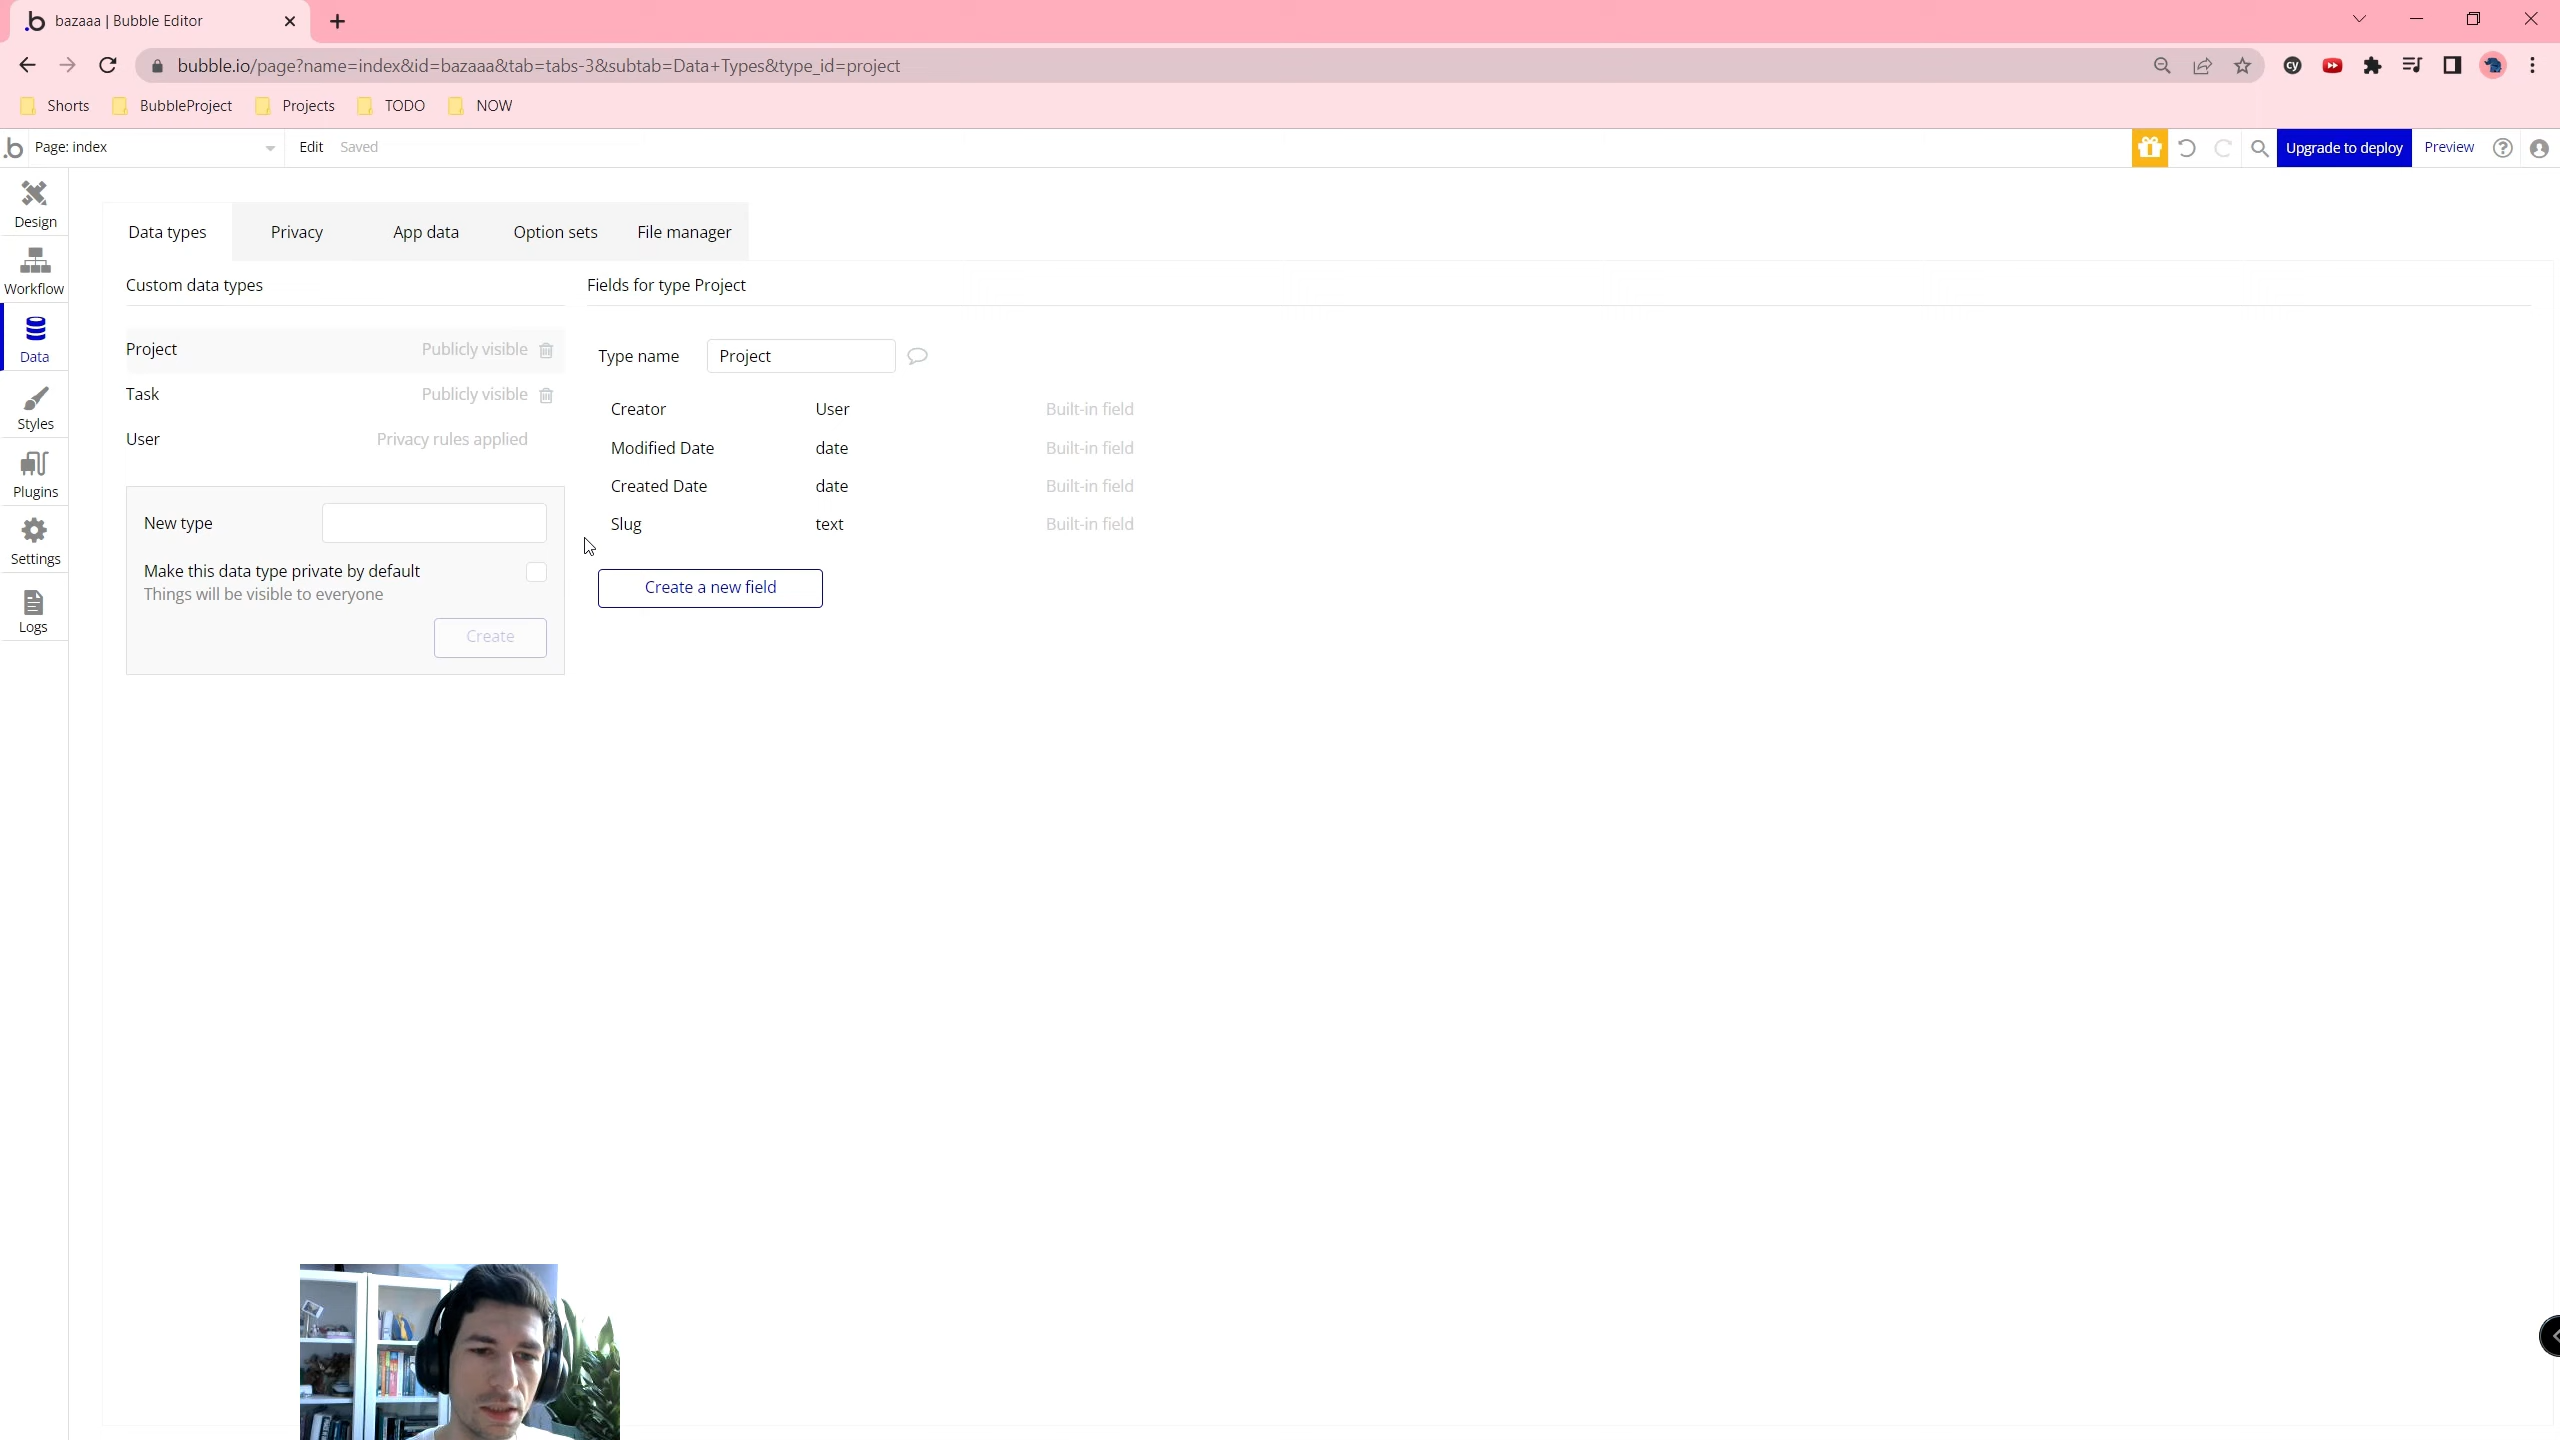 bazaaa | Bubble Editor
bubble.io/page?name=index&id=bazaaa&tab=tabs-3&subtab=Data+Types&type_id=project
cy
Shorts BubbleProject Projects TODO NOW
Page: index Edit Saved Upgrade to deploy Preview
Design
Workflow
Data
Styles
Plugins
Settings
Logs
Data types Privacy App data Option sets File manager
Custom data types
Project Publicly visible
Task Publicly visible
User Privacy rules applied
New type
Make this data type private by default
Things will be visible to everyone
Create
Fields for type Project
Type name Project
Creator User Built-in field
Modified Date date Built-in field
Created Date date Built-in field
Slug text Built-in field
Create a new field